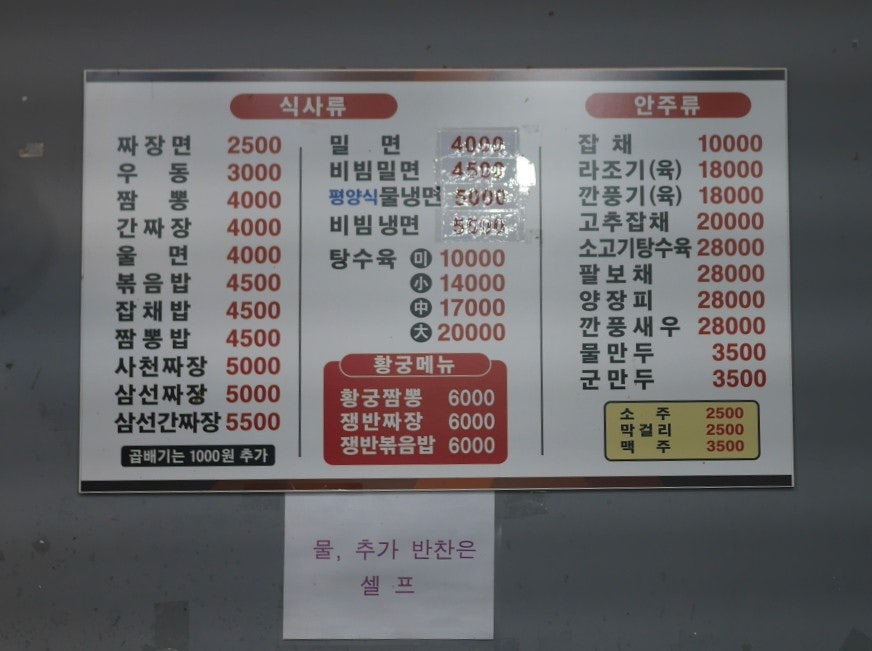 식사류
짜장면 2500
우동 3000
짬뽕 4000
간짜장 4000
울면 4000
볶음밥 4500
잡채밥 4500
짬뽕밥 4500
사천짜장 5000
삼선짜장 5000
삼선간짜장 5500
곱배기는 1000원 추가
밀면 4000
비빔밀면 4500
평양식물냉면 5000
비빔냉면 5500
탕수육 미 10000
小 14000
中 17000
大 20000
황궁메뉴
황궁짬뽕 6000
쟁반짜장 6000
쟁반볶음밥 6000
안주류
잡채 10000
라조기(육) 18000
깐풍기(육) 18000
고추잡채 20000
소고기탕수육 28000
팔보채 28000
양장피 28000
깐풍새우 28000
물만두 3500
군만두 3500
소주 2500
막걸리 2500
맥주 3500
물, 추가 반찬은
셀프